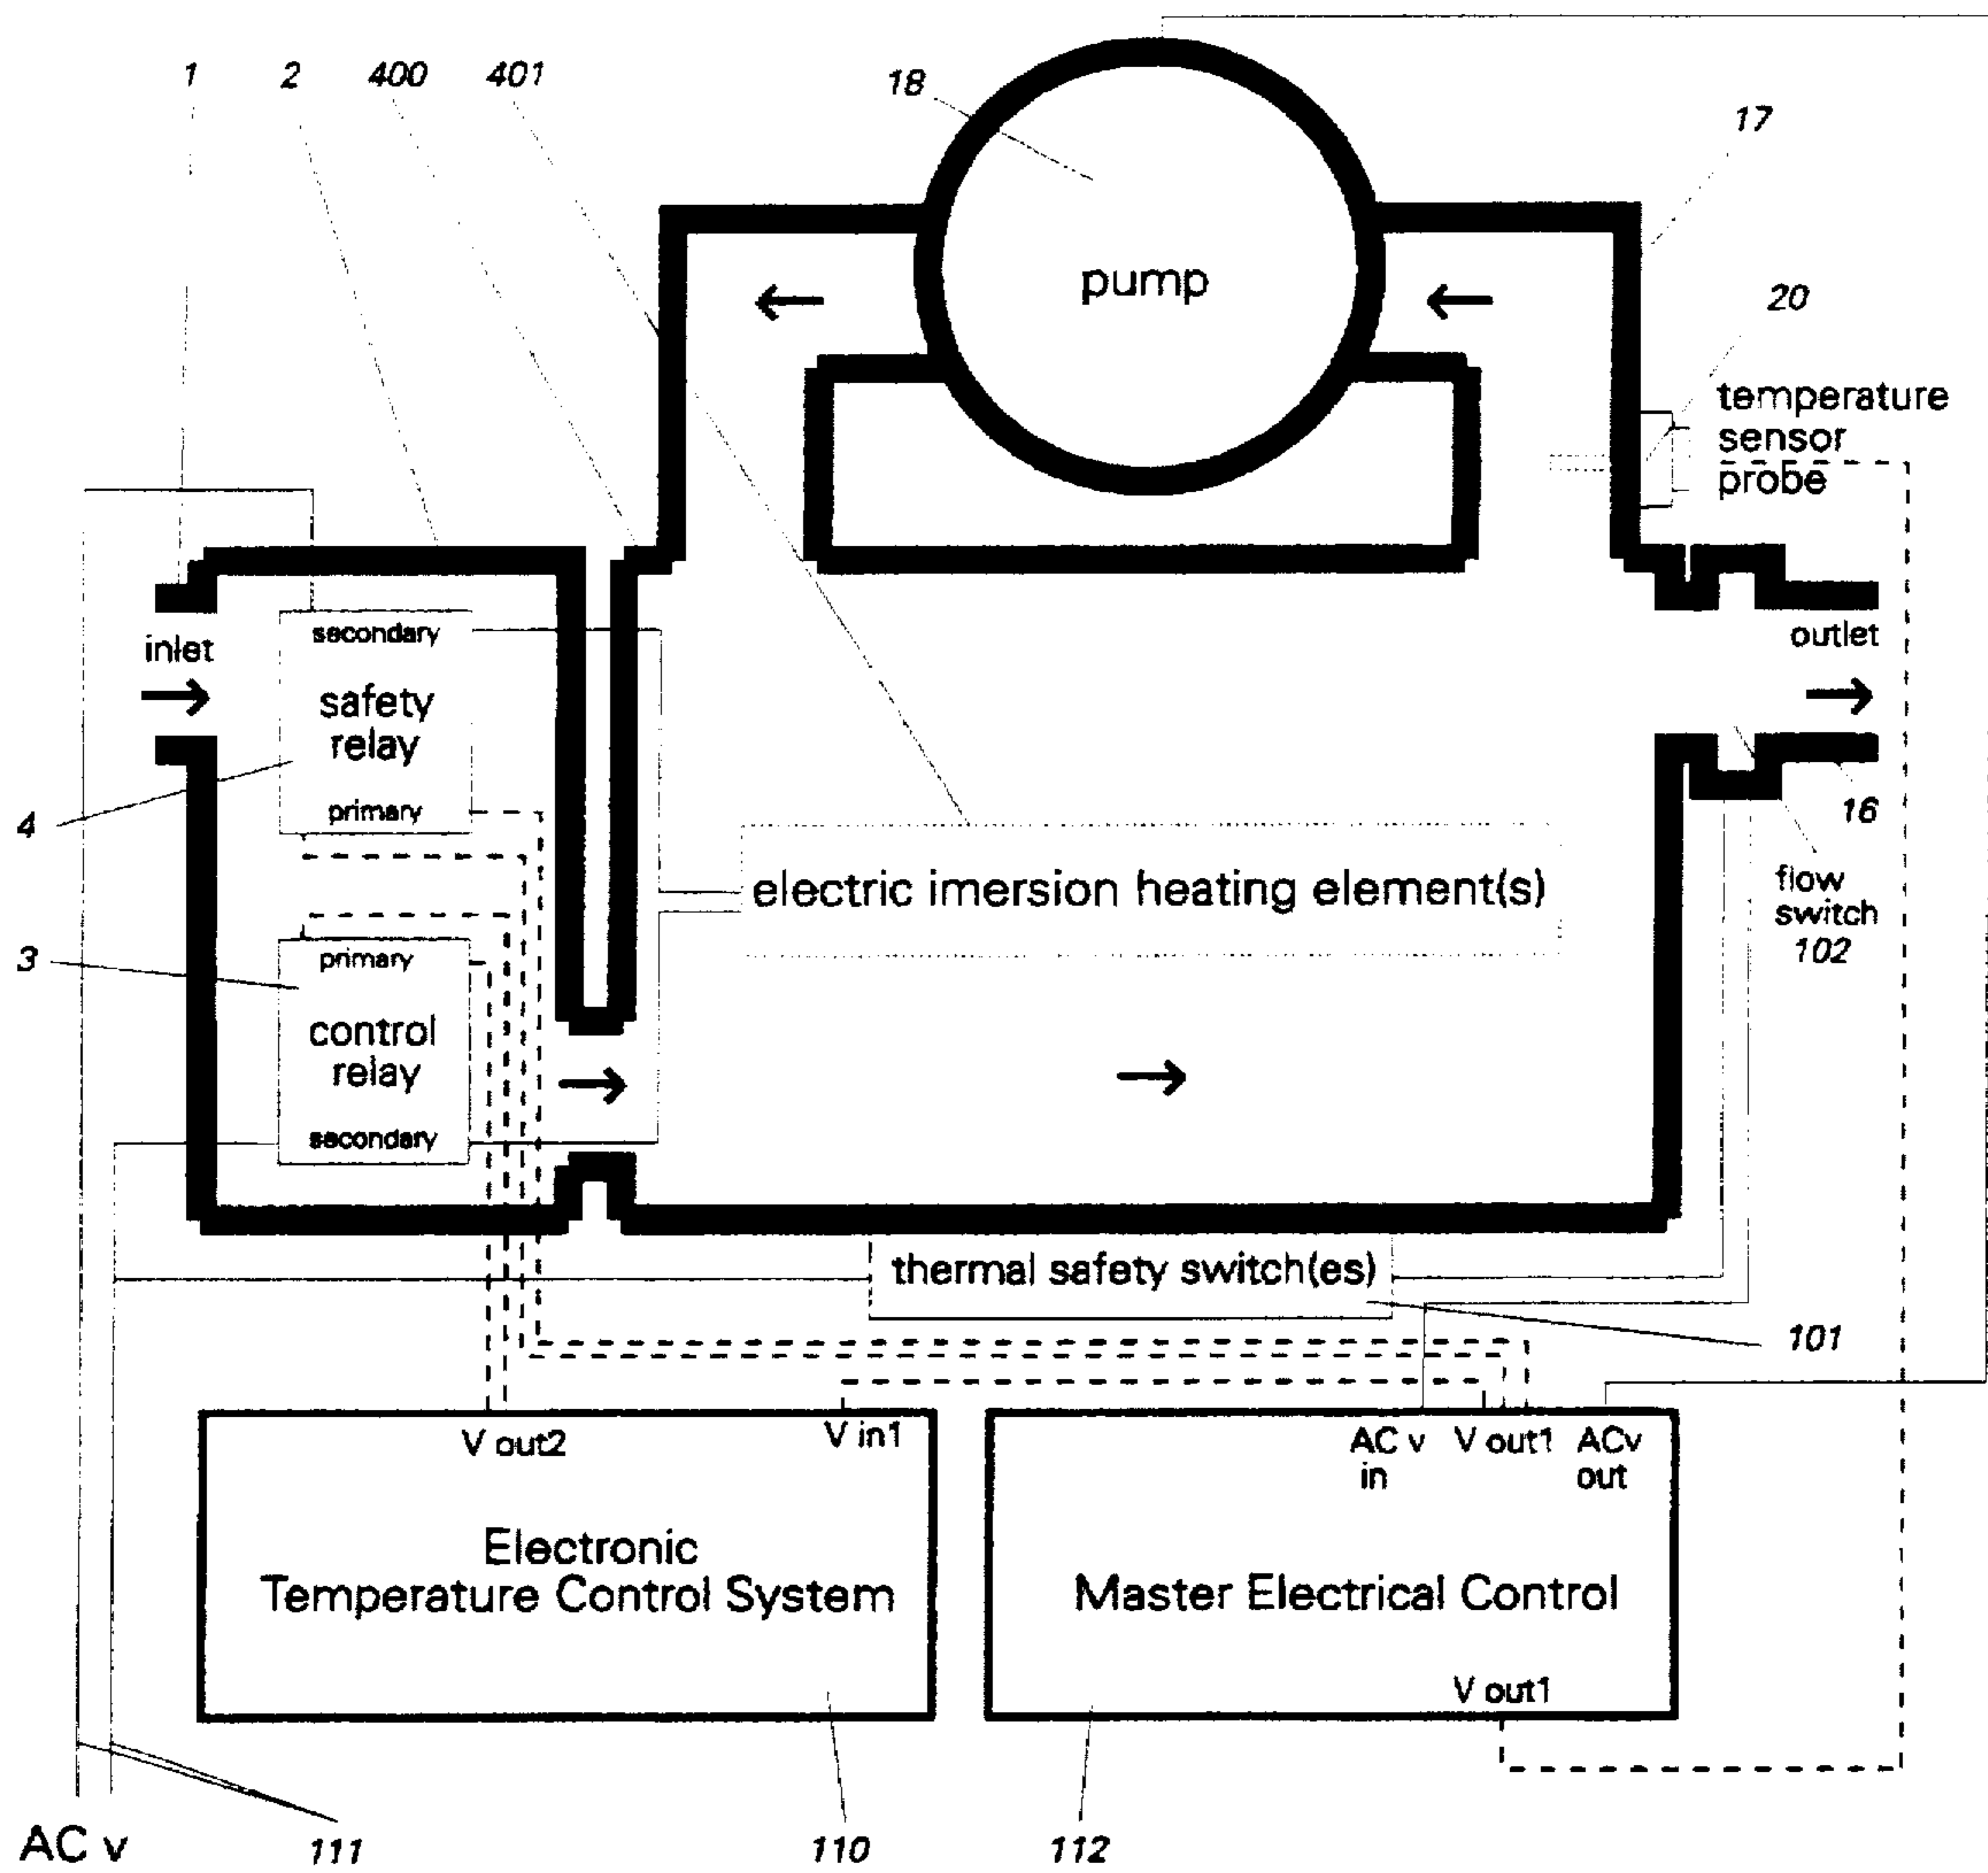 1
2
400
401
18
17
pump
20
temperature
sensor
probe
secondary
inlet
outlet
safety
relay
primary
4
16
electric imersion heating element(s)
flow
switch
102
3
primary
control
relay
secondary
thermal safety switch(es)
101
V out2
V in1
AC v
in
V out1
ACv
out
Electronic
Temperature Control System
Master Electrical Control
V out1
AC v
111
110
112